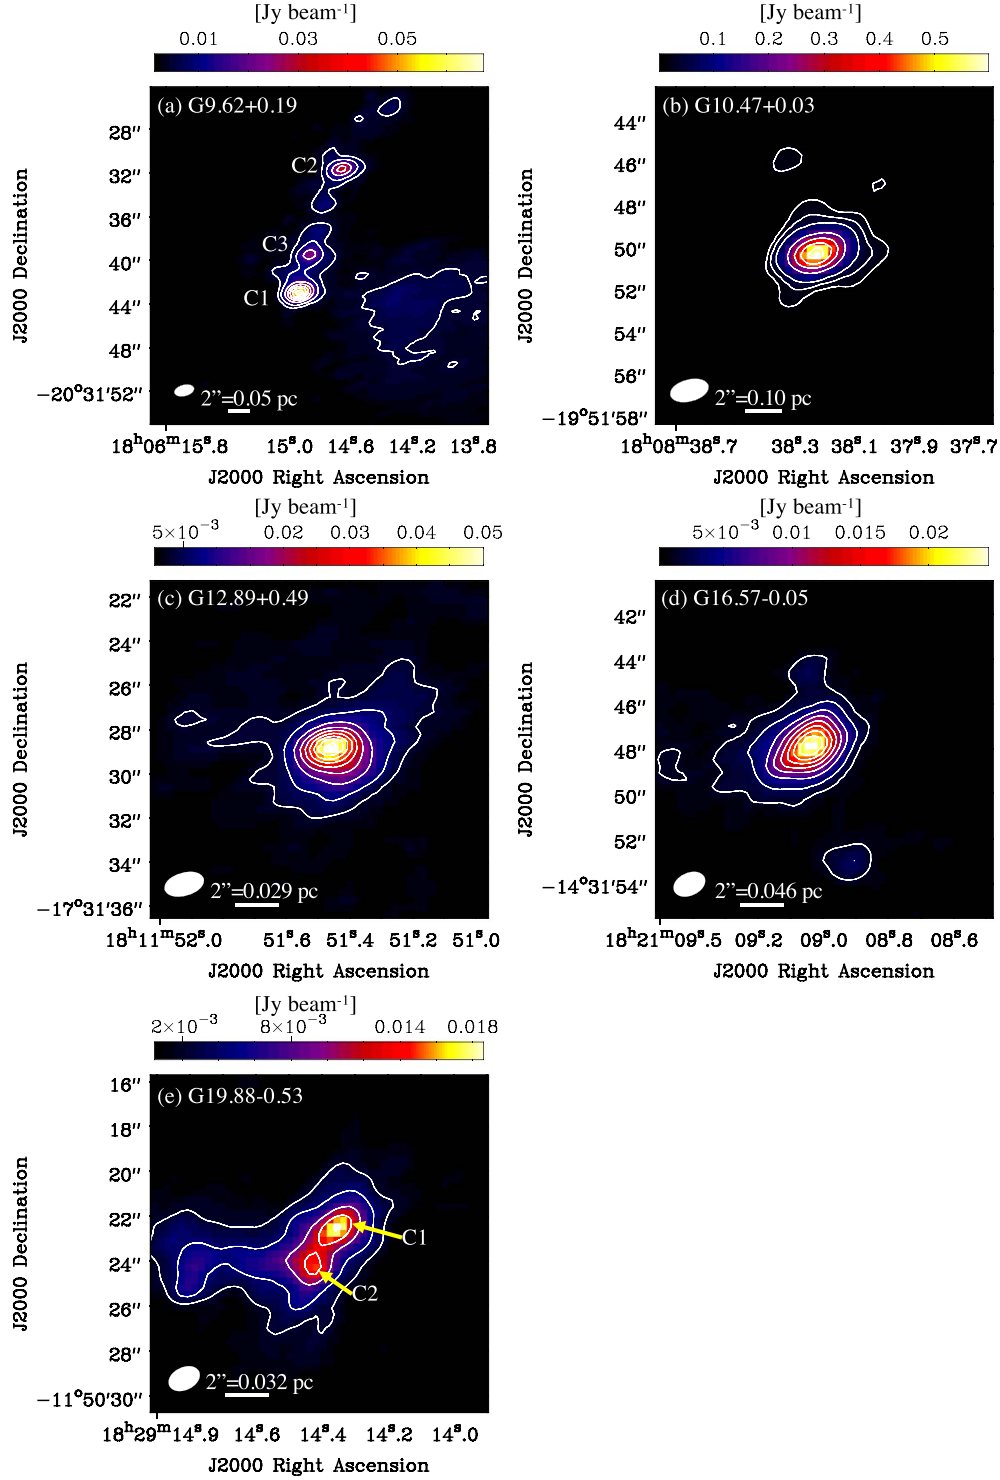 [Jy beam⁻¹]
0.01 0.03 0.05
(a) G9.62+0.19
C2
C3
C1
2”=0.05 pc
28″
32″
36″
40″
44″
48″
−20°31′52″
18ʰ06ᵐ15ˢ.8 15ˢ.0 14ˢ.6 14ˢ.2 13ˢ.8
J2000 Right Ascension
J2000 Declination
[Jy beam⁻¹]
0.1 0.2 0.3 0.4 0.5
(b) G10.47+0.03
2”=0.10 pc
44″
46″
48″
50″
52″
54″
56″
−19°51′58″
18ʰ08ᵐ38ˢ.7 38ˢ.3 38ˢ.1 37ˢ.9 37ˢ.7
J2000 Right Ascension
J2000 Declination
[Jy beam⁻¹]
5×10⁻³ 0.02 0.03 0.04 0.05
(c) G12.89+0.49
2”=0.029 pc
22″
24″
26″
28″
30″
32″
34″
−17°31′36″
18ʰ11ᵐ52ˢ.0 51ˢ.6 51ˢ.4 51ˢ.2 51ˢ.0
J2000 Right Ascension
J2000 Declination
[Jy beam⁻¹]
5×10⁻³ 0.01 0.015 0.02
(d) G16.57-0.05
2”=0.046 pc
42″
44″
46″
48″
50″
52″
−14°31′54″
18ʰ21ᵐ09ˢ.5 09ˢ.2 09ˢ.0 08ˢ.8 08ˢ.6
J2000 Right Ascension
J2000 Declination
[Jy beam⁻¹]
2×10⁻³ 8×10⁻³ 0.014 0.018
(e) G19.88-0.53
C1
C2
2”=0.032 pc
16″
18″
20″
22″
24″
26″
28″
−11°50′30″
18ʰ29ᵐ14ˢ.9 14ˢ.6 14ˢ.4 14ˢ.2 14ˢ.0
J2000 Right Ascension
J2000 Declination